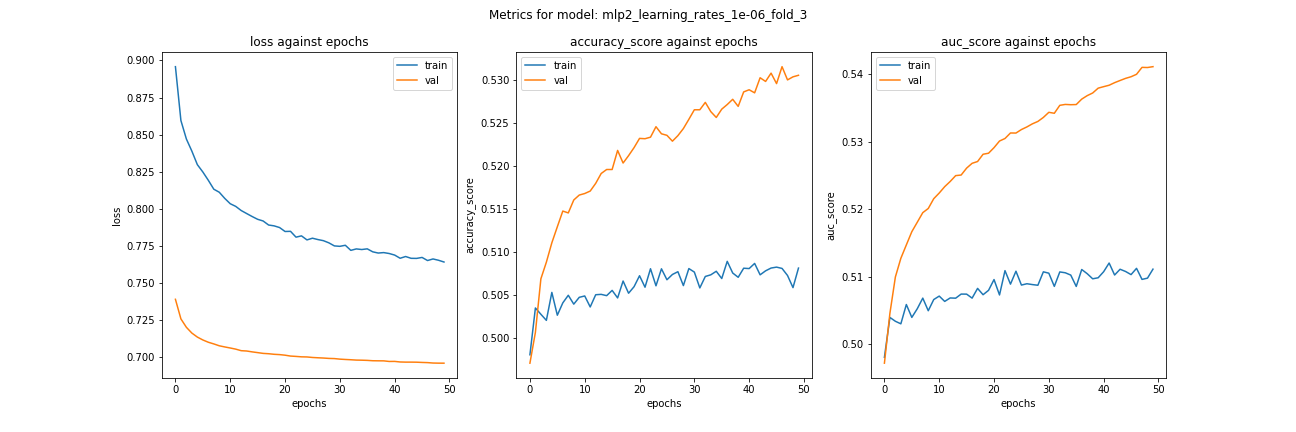 Metrics for model: mlp2_learning_rates_1e-06_fold_3
loss against epochs
0.900
0.875
0.850
0.825
0.800
0.775
0.750
0.725
0.700
loss
0
10
20
30
40
50
epochs
train
val
accuracy_score against epochs
0.530
0.525
0.520
0.515
0.510
0.505
0.500
accuracy_score
0
10
20
30
40
50
epochs
train
val
auc_score against epochs
0.54
0.53
0.52
0.51
0.50
auc_score
0
10
20
30
40
50
epochs
train
val